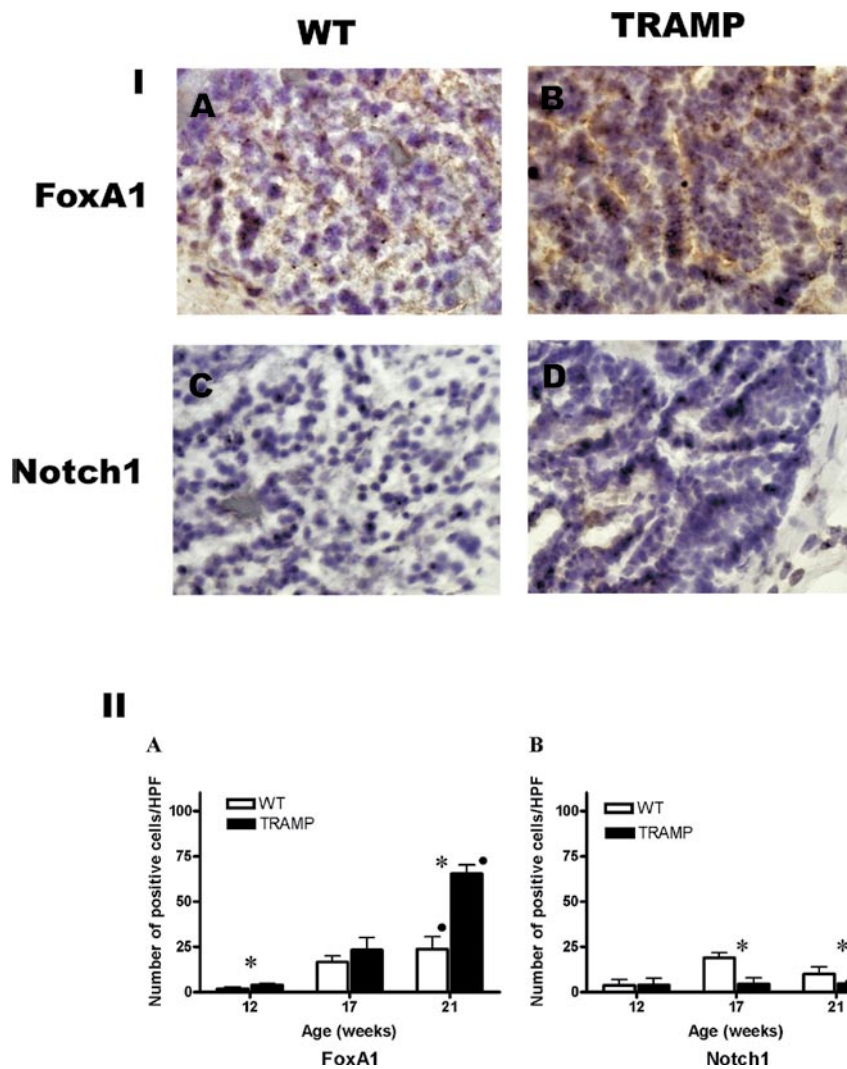 WT TRAMP
I
A B
FoxA1
C D
Notch1
II
A
Number of positive cells/HPF
100
75
50
25
0
WT
TRAMP
*
*
12 17 21
Age (weeks)
FoxA1
B
Number of positive cells/HPF
100
75
50
25
0
WT
TRAMP
*
*
12 17 21
Age (weeks)
Notch1